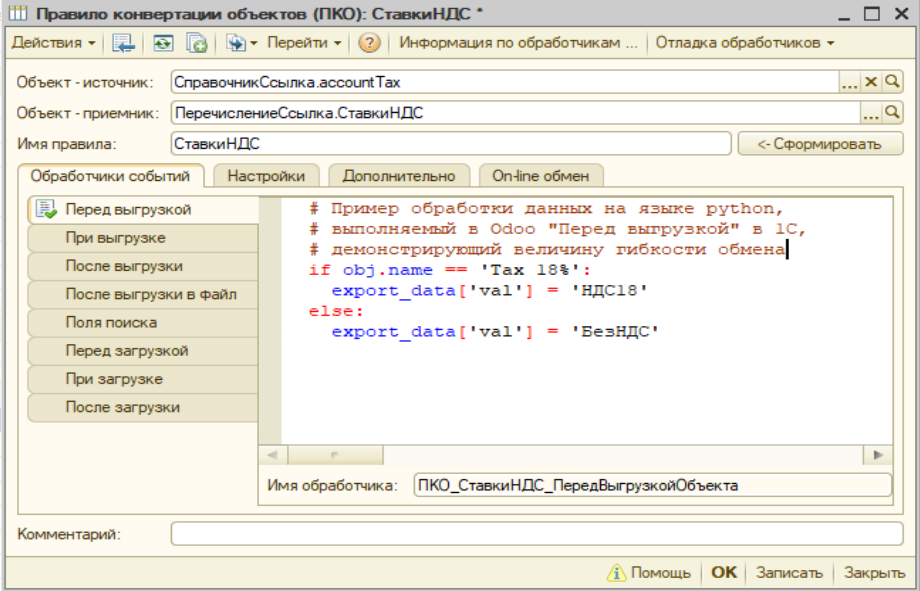 Правило конвертации объектов (ПКО): СтавкиНДС *
Действия Перейти Информация по обработчикам ... Отладка обработчиков
Объект - источник: СправочникСсылка.accountTax
Объект - приемник: ПеречислениеСсылка.СтавкиНДС
Имя правила: СтавкиНДС <- Сформировать
Обработчики событий Настройки Дополнительно On-line обмен
Перед выгрузкой
При выгрузке
После выгрузки
После выгрузки в файл
Поля поиска
Перед загрузкой
При загрузке
После загрузки
# Пример обработки данных на языке python,
# выполняемый в Odoo "Перед выгрузкой" в 1С,
# демонстрирующий величину гибкости обмена
if obj.name == 'Tax 18%':
export_data['val'] = 'НДС18'
else:
export_data['val'] = 'БезНДС'
Имя обработчика: ПКО_СтавкиНДС_ПередВыгрузкойОбъекта
Комментарий:
Помощь OK Записать Закрыть